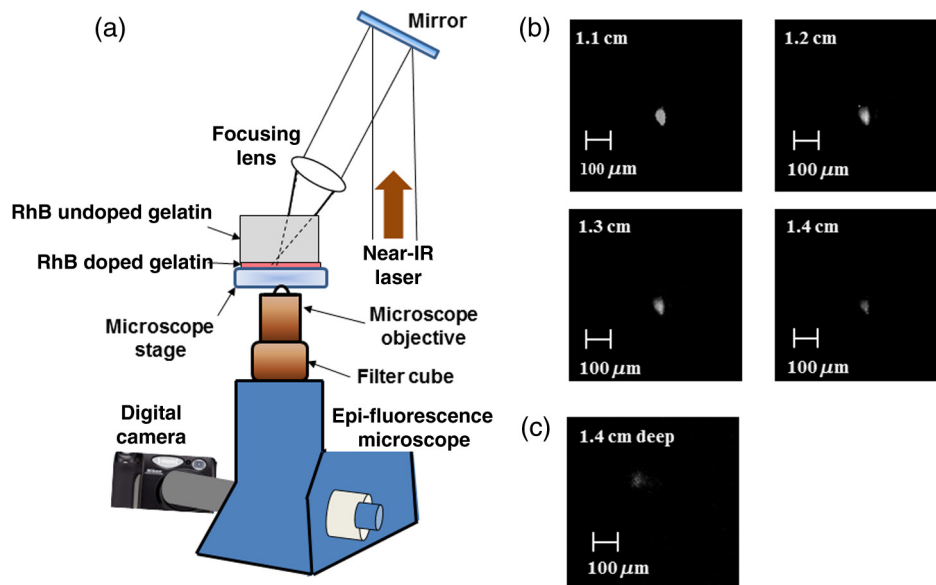 (a)
Mirror
Focusing
lens
RhB undoped gelatin
RhB doped gelatin
Near-IR
laser
Microscope
stage
Microscope
objective
Filter cube
Digital
camera
Epi-fluorescence
microscope
(b)
1.1 cm
100 μm
1.2 cm
100 μm
1.3 cm
100 μm
1.4 cm
100 μm
(c)
1.4 cm deep
100 μm